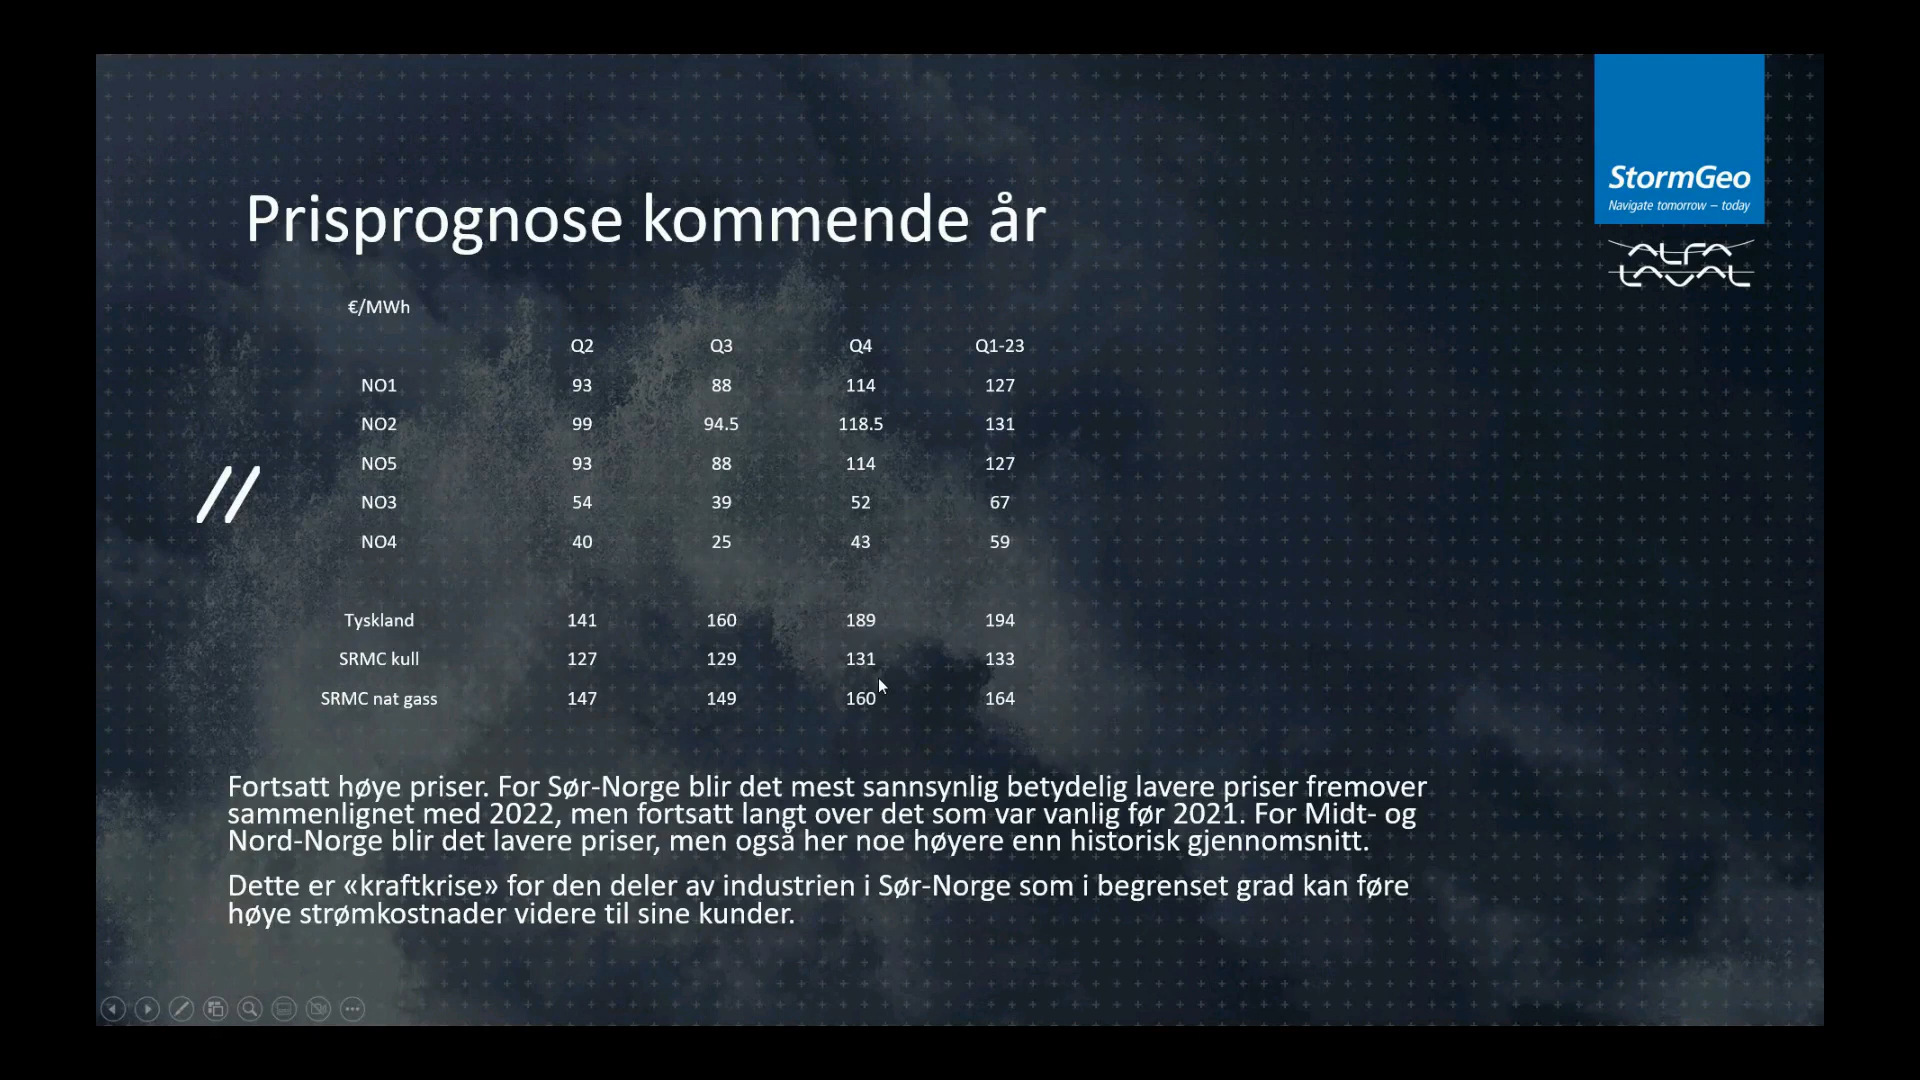 StormGeo
Navigate tomorrow – today
ALFA
LAVAL
Prisprognose kommende år
€/MWh
Q2 Q3 Q4 Q1-23
NO1 93 88 114 127
NO2 99 94.5 118.5 131
NO5 93 88 114 127
NO3 54 39 52 67
NO4 40 25 43 59
Tyskland 141 160 189 194
SRMC kull 127 129 131 133
SRMC nat gass 147 149 160 164
//
Fortsatt høye priser. For Sør-Norge blir det mest sannsynlig betydelig lavere priser fremover
sammenlignet med 2022, men fortsatt langt over det som var vanlig før 2021. For Midt- og
Nord-Norge blir det lavere priser, men også her noe høyere enn historisk gjennomsnitt.
Dette er «kraftkrise» for den deler av industrien i Sør-Norge som i begrenset grad kan føre
høye strømkostnader videre til sine kunder.